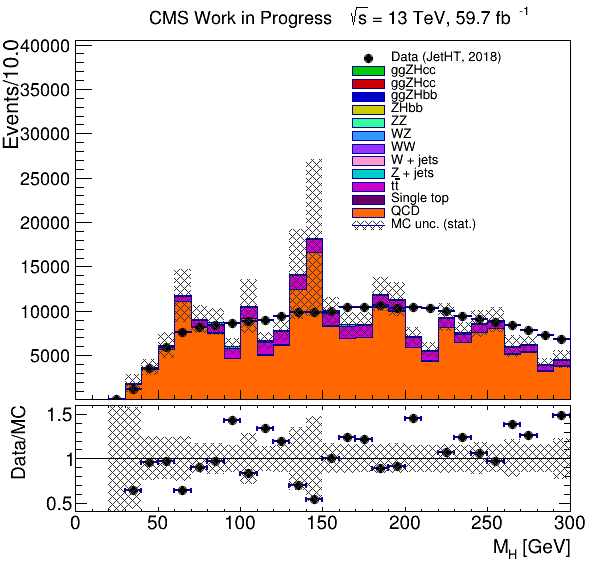 CMS Work in Progress √s = 13 TeV, 59.7 fb⁻¹
Events/10.0
40000
35000
30000
25000
20000
15000
10000
5000
Data (JetHT, 2018)
ggZHcc
ggZHcc
ggZHbb
ZHbb
ZZ
WZ
WW
W + jets
Z + jets
tt̄
Single top
QCD
MC unc. (stat.)
Data/MC
1.5
1
0.5
0 50 100 150 200 250 300
M_H [GeV]